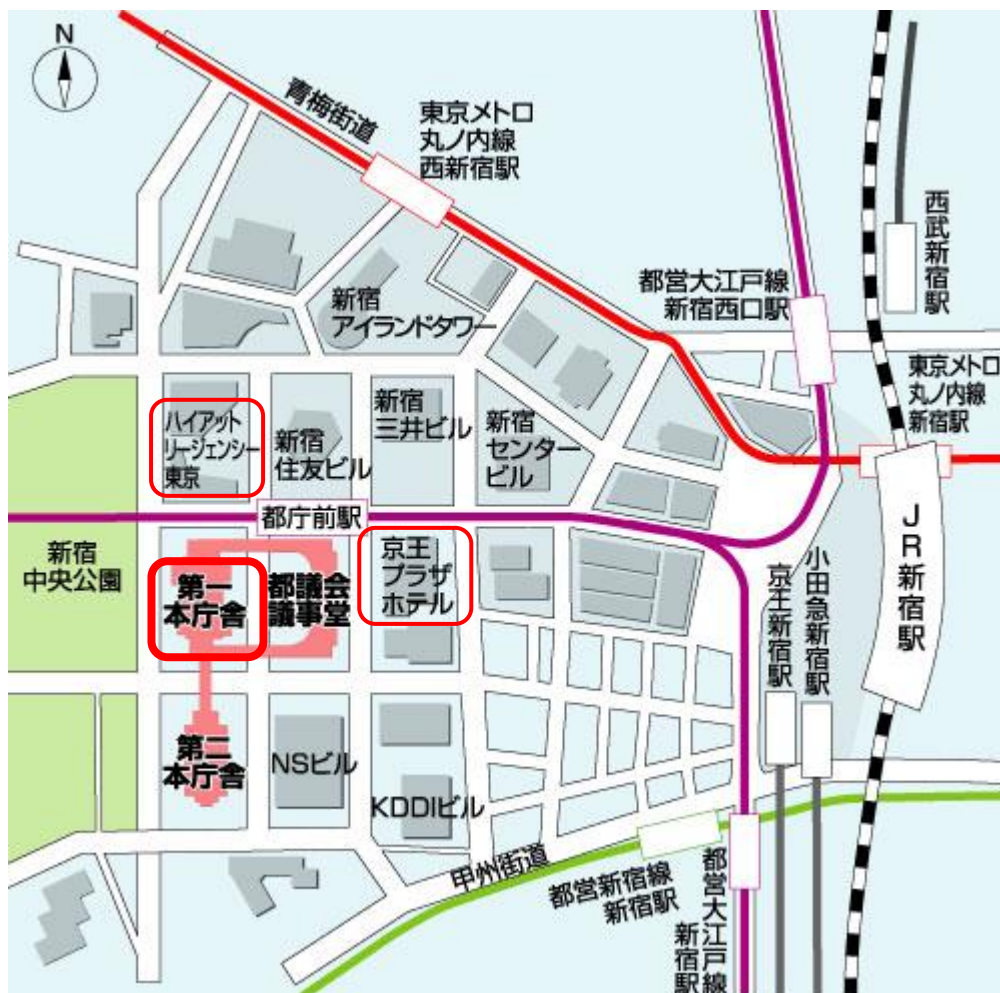 N
青梅街道
東京メトロ
丸ノ内線
西新宿駅
西武新宿駅
都営大江戸線
新宿西口駅
新宿
アイランドタワー
東京メトロ
丸ノ内線
新宿駅
ハイアット
リージェンシー
東京
新宿
住友ビル
新宿
三井ビル
新宿
センター
ビル
都庁前駅
JR新宿駅
新宿
中央公園
第一
本庁舎
都議会
議事堂
京王
プラザ
ホテル
小田急新宿駅
京王新宿駅
第二
本庁舎
NSビル
KDDIビル
甲州街道
都営新宿線
新宿駅
都営大江戸線
新宿駅